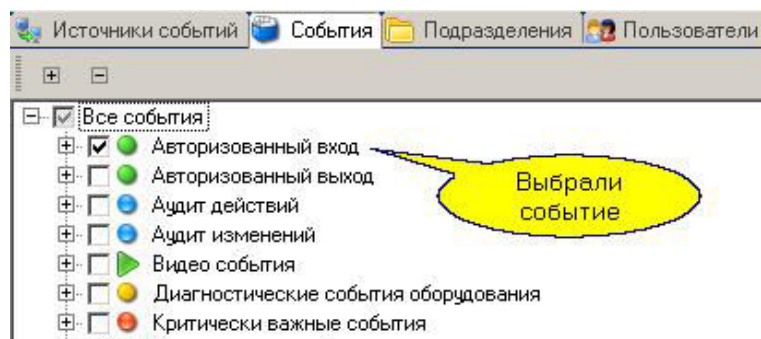 Источники событий События Подразделения Пользователи
Все события
Авторизованный вход
Авторизованный выход
Аудит действий
Аудит изменений
Видео события
Диагностические события оборудования
Критически важные события
Выбрали
событие